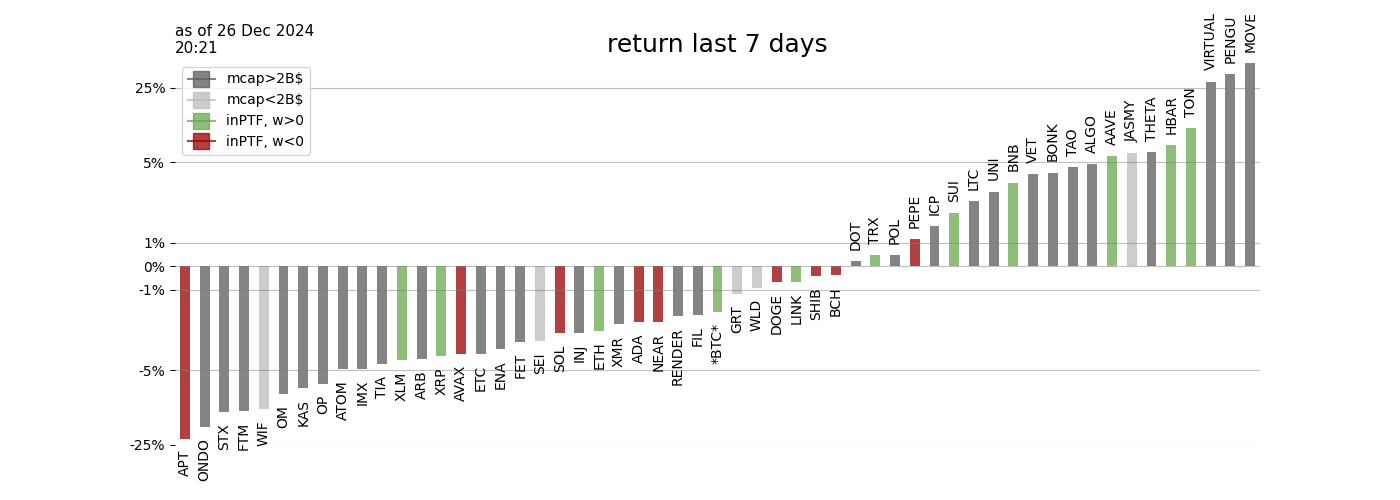 as of 26 Dec 2024
20:21
return last 7 days
mcap>2B$
mcap<2B$
inPTF, w>0
inPTF, w<0
25%
5%
1%
0%
-1%
-5%
-25%
APT
ONDO
STX
FTM
WIF
OM
KAS
OP
ATOM
IMX
TIA
XLM
ARB
XRP
AVAX
ETC
ENA
FET
SEI
SOL
INJ
ETH
XMR
ADA
NEAR
RENDER
FIL
*BTC*
GRT
WLD
DOGE
LINK
SHIB
BCH
DOT
TRX
POL
PEPE
ICP
SUI
LTC
UNI
BNB
VET
BONK
TAO
ALGO
AAVE
JASMY
THETA
HBAR
TON
VIRTUAL
PENGU
MOVE